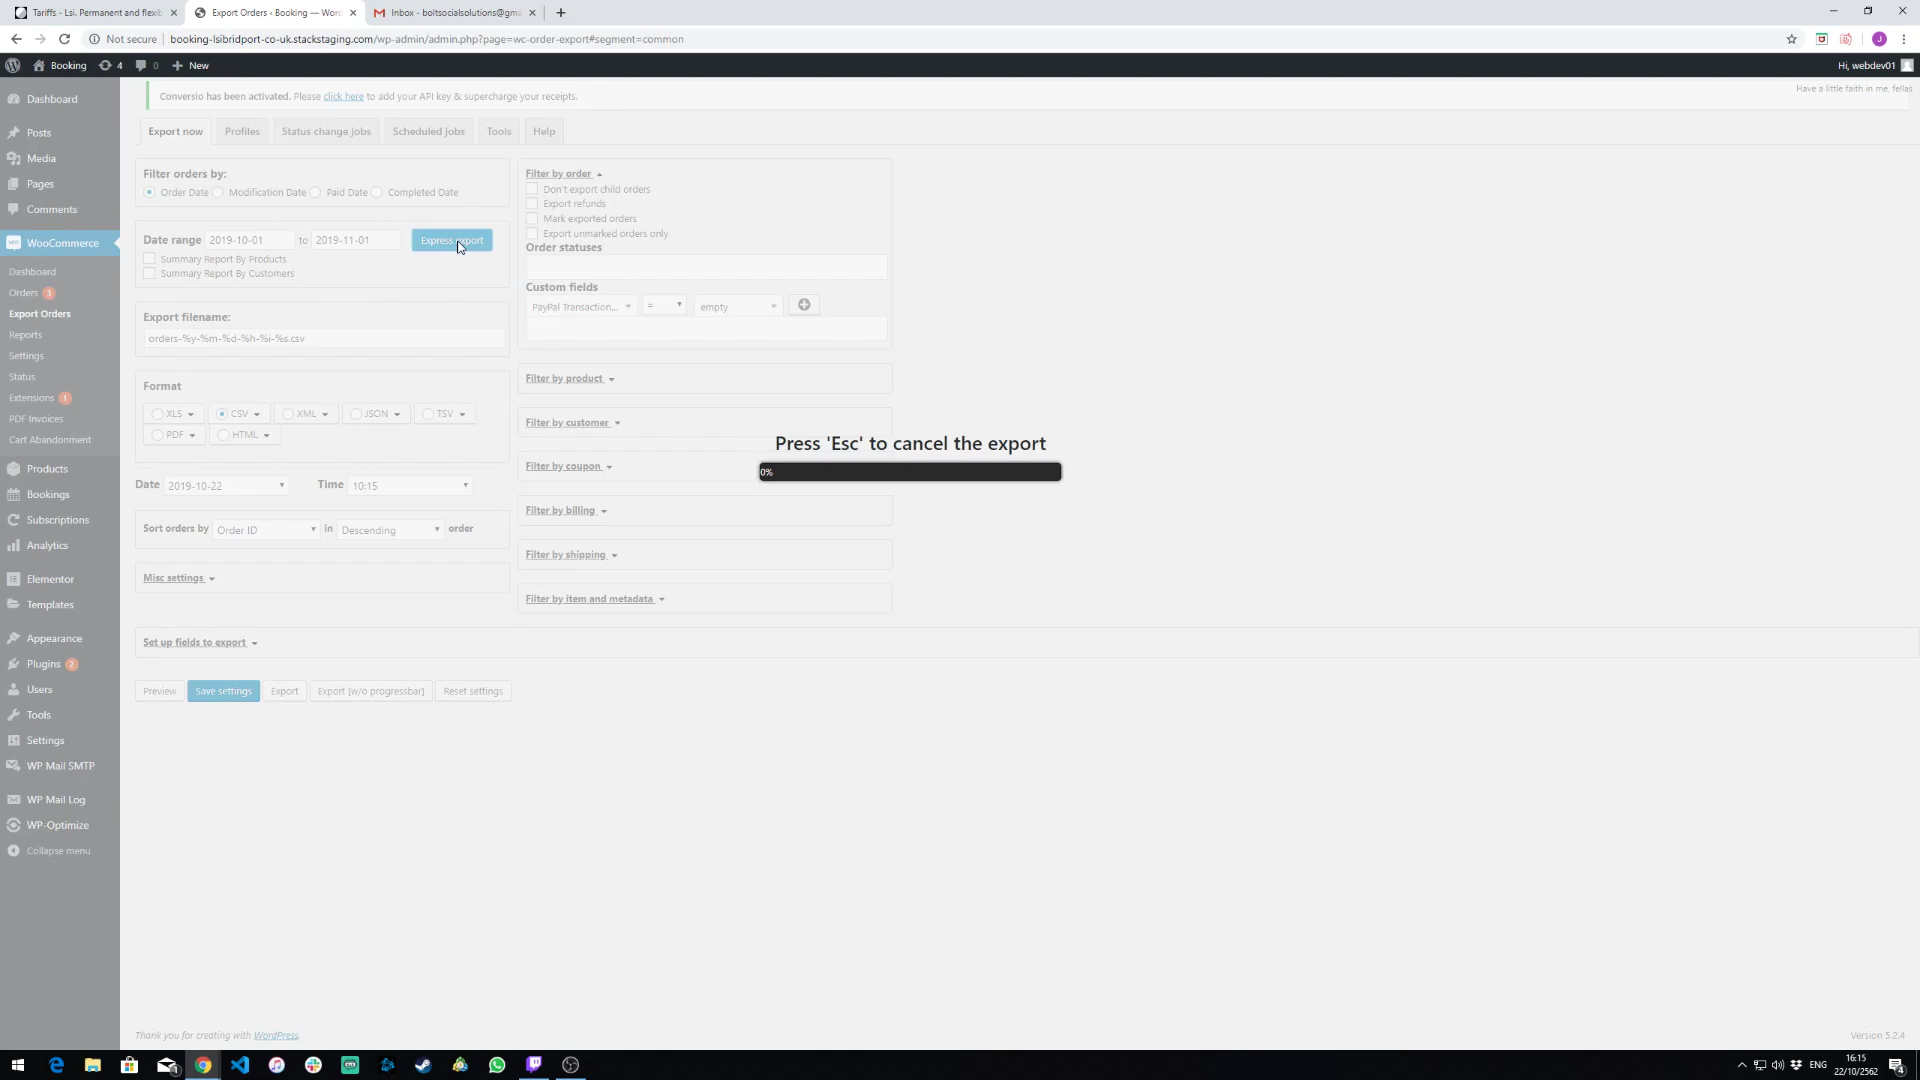 Tariffs - Lsi. Permanent and flexib
Export Orders ‹ Booking — Wor
Inbox - boltsocialsolutions@gma
Not secure
booking-lsibridport-co-uk.stackstaging.com/wp-admin/admin.php?page=wc-order-export#segment=common
Booking
4
0
New
Hi, webdev01
Conversio has been activated. Please click here to add your API key & supercharge your receipts.
Have a little faith in me, fellas
Dashboard
Posts
Media
Pages
Comments
WooCommerce
Dashboard
Orders 3
Export Orders
Reports
Settings
Status
Extensions 1
PDF Invoices
Cart Abandonment
Products
Bookings
Subscriptions
Analytics
Elementor
Templates
Appearance
Plugins 2
Users
Tools
Settings
WP Mail SMTP
WP Mail Log
WP-Optimize
Collapse menu
Export now
Profiles
Status change jobs
Scheduled jobs
Tools
Help
Filter orders by:
Order Date Modification Date Paid Date Completed Date
Date range 2019-10-01 to 2019-11-01 Express export
Summary Report By Products
Summary Report By Customers
Export filename:
orders-%y-%m-%d-%h-%i-%s.csv
Format
XLS CSV XML JSON TSV
PDF HTML
Date 2019-10-22 Time 10:15
Sort orders by Order ID in Descending order
Misc settings
Filter by order
Don't export child orders
Export refunds
Mark exported orders
Export unmarked orders only
Order statuses
Custom fields
PayPal Transaction... = empty
Filter by product
Filter by customer
Filter by coupon
Filter by billing
Filter by shipping
Filter by item and metadata
Press 'Esc' to cancel the export
0%
Set up fields to export
Preview Save settings Export Export [w/o progressbar] Reset settings
Thank you for creating with WordPress.
Version 5.2.4
ENG
16:15
22/10/2562